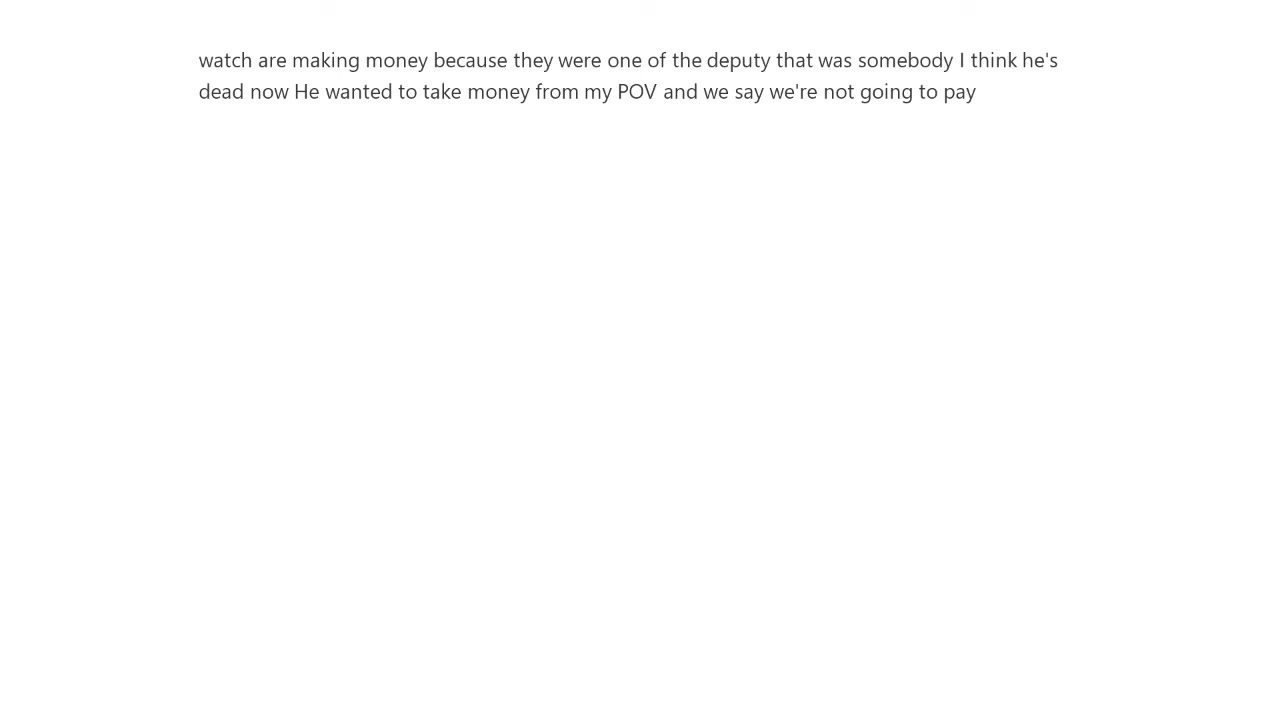 watch are making money because they were one of the deputy that was somebody I think he's
dead now He wanted to take money from my POV and we say we're not going to pay